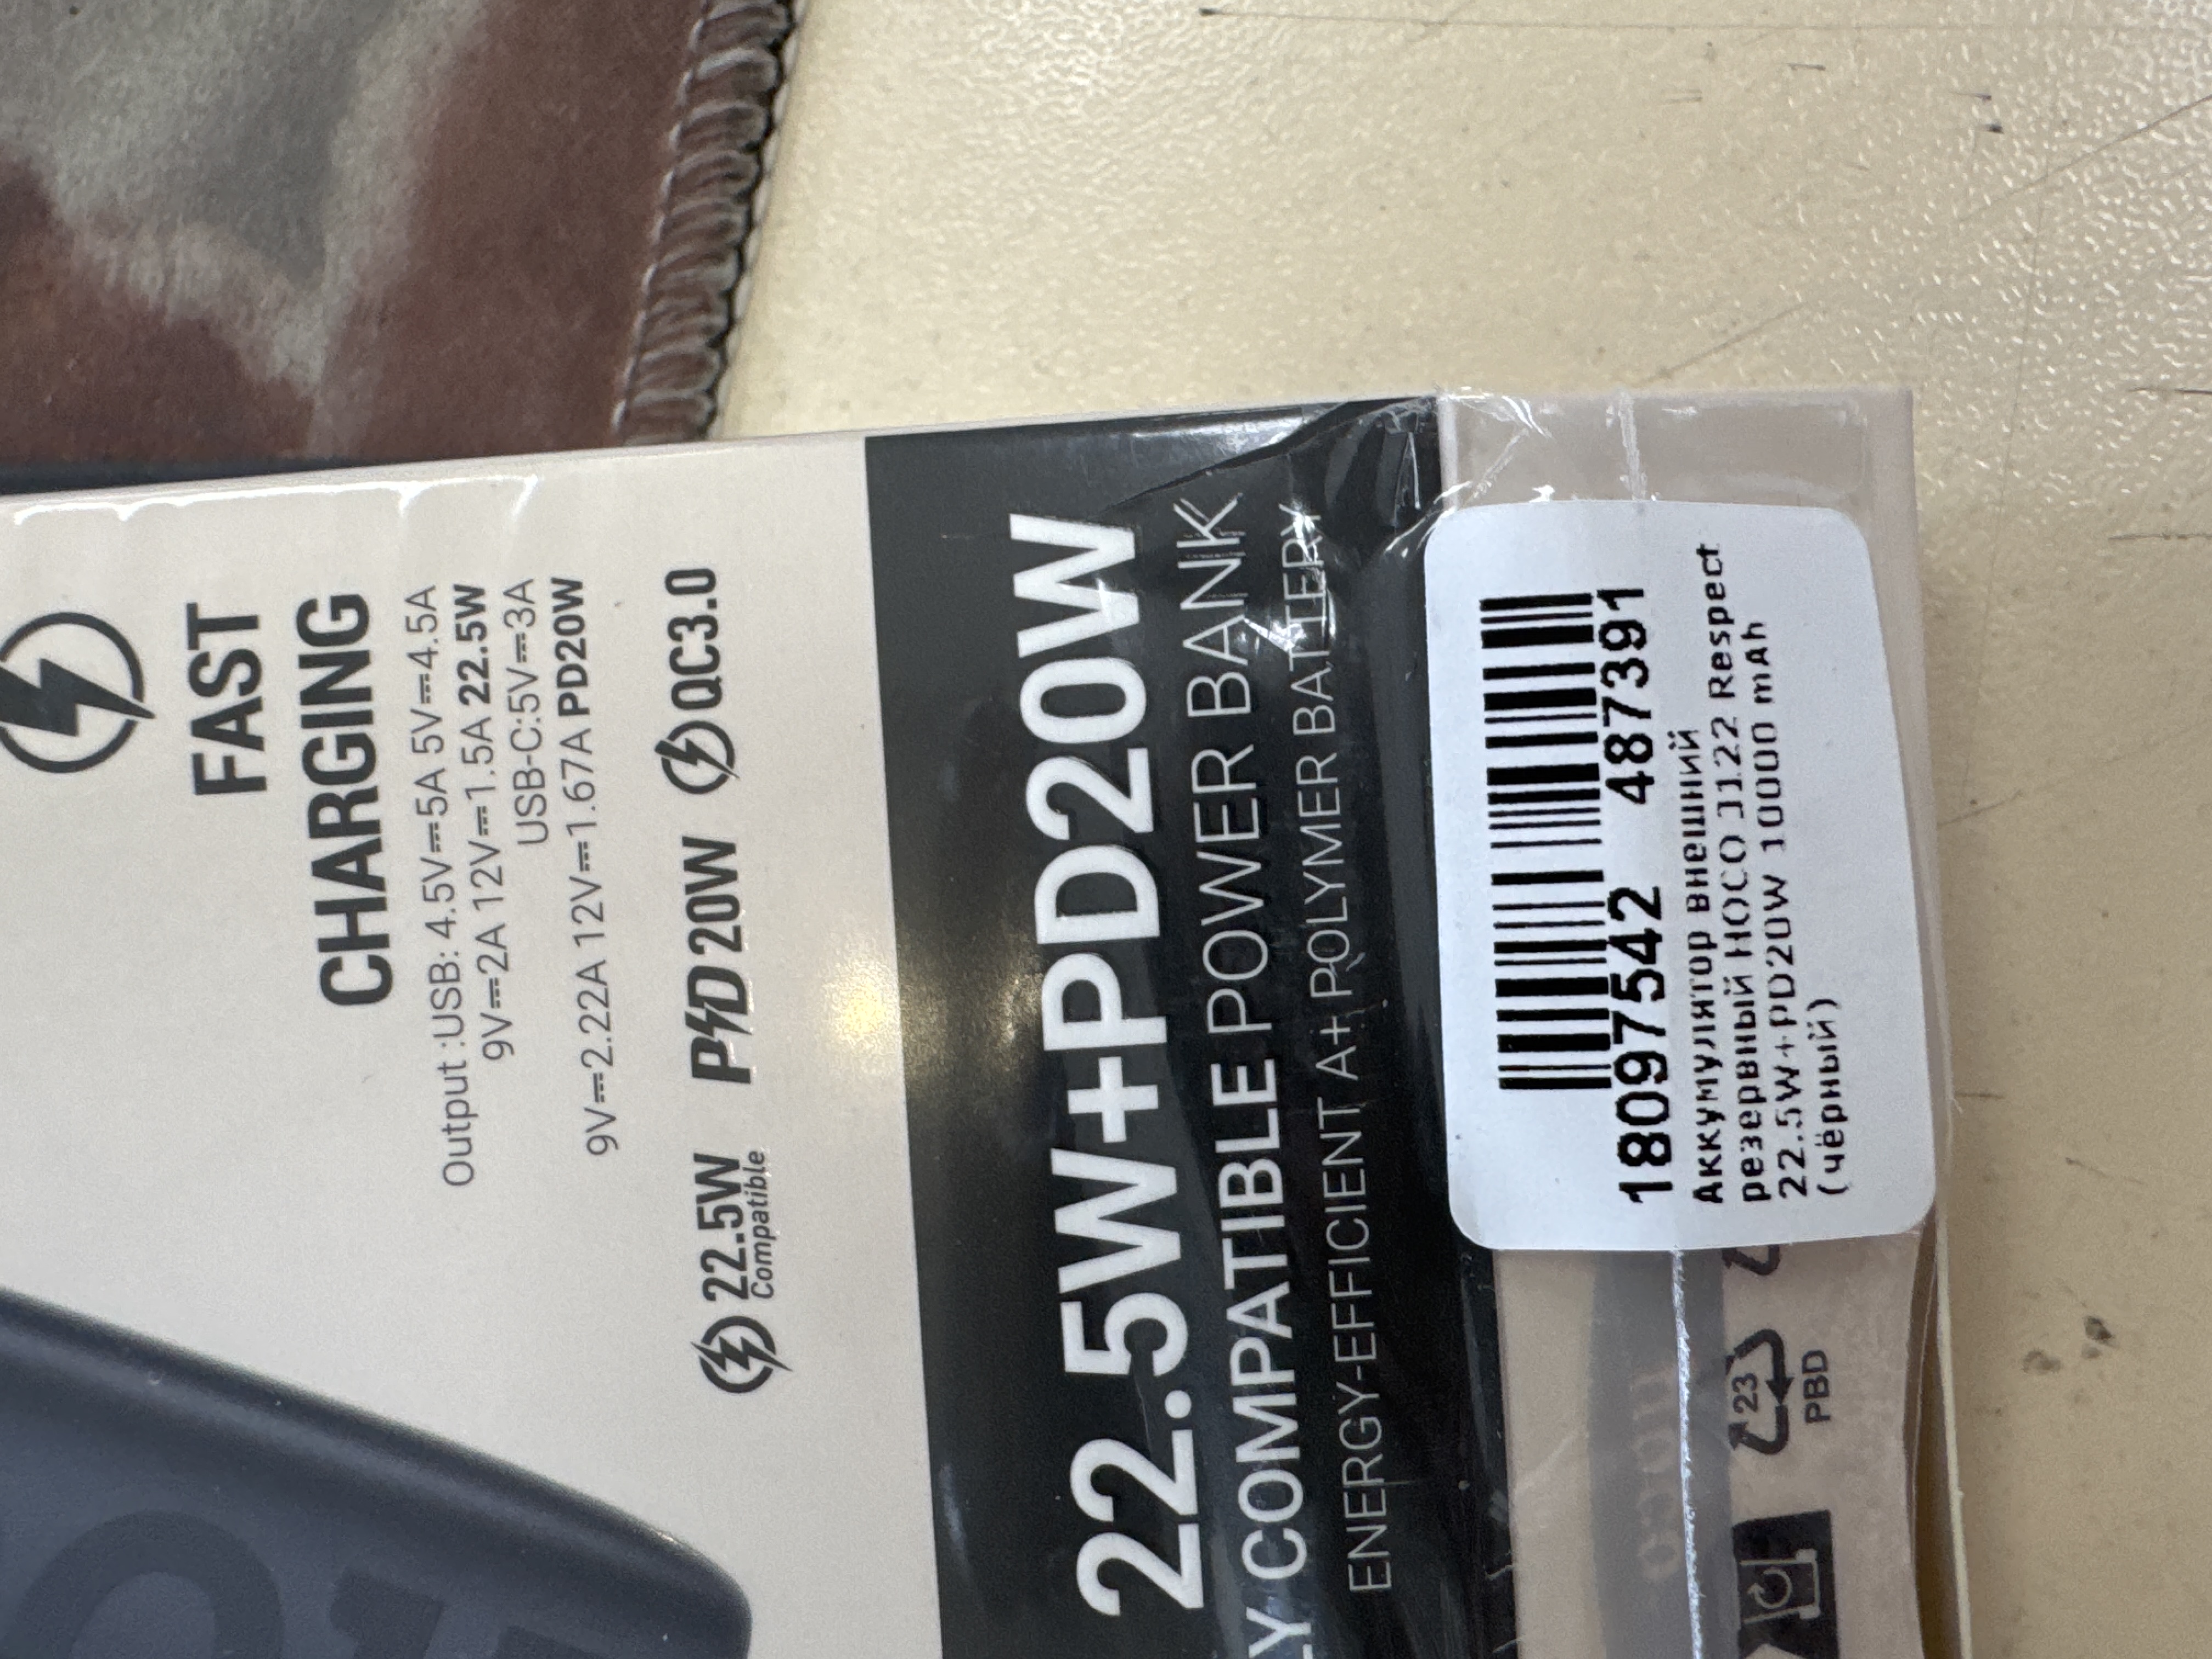 FAST
CHARGING
Output :USB: 4.5V⎓5A 5V⎓4.5A
9V⎓2A 12V⎓1.5A 22.5W
USB-C:5V⎓3A
9V⎓2.22A 12V⎓1.67A PD20W
22.5W Compatible PD20W QC3.0
22.5W+PD20W
LY COMPATIBLE POWER BANK
ENERGY-EFFICIENT A+ POLYMER BATTERY
18097542 487391
Аккумулятор внешний
резервный HOCO J122 Respect
22.5W+PD20W 10000 mAh
(чёрный)
23
PBD
hoco